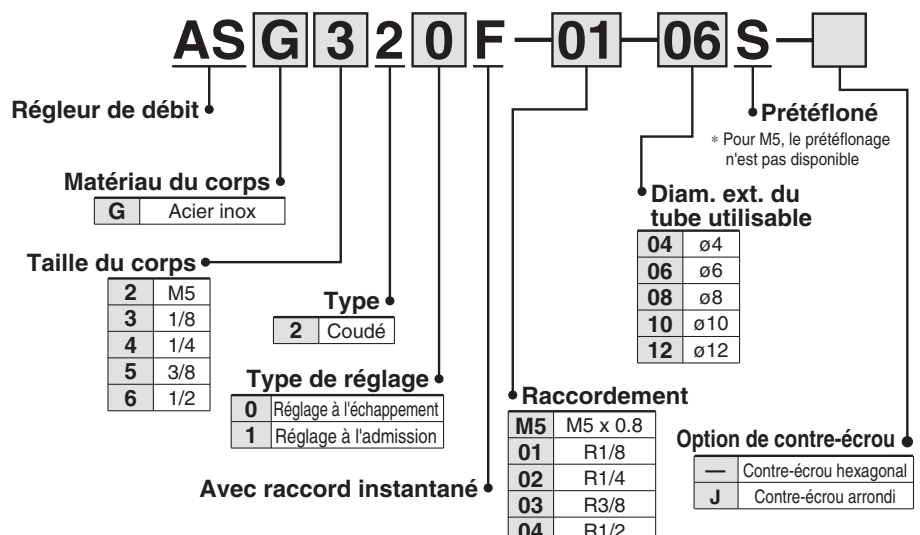 AS G 3 2 0 F — 01 — 06 S —
Régleur de débit
Prétéfloné
* Pour M5, le prétéflonage
n'est pas disponible
Matériau du corps
G Acier inox
Diam. ext. du
tube utilisable
04 ø4
06 ø6
08 ø8
10 ø10
12 ø12
Taille du corps
2 M5
3 1/8
4 1/4
5 3/8
6 1/2
Type
2 Coudé
Type de réglage
0 Réglage à l'échappement
1 Réglage à l'admission
Raccordement
M5 M5 x 0.8
01 R1/8
02 R1/4
03 R3/8
04 R1/2
Option de contre-écrou
— Contre-écrou hexagonal
J Contre-écrou arrondi
Avec raccord instantané